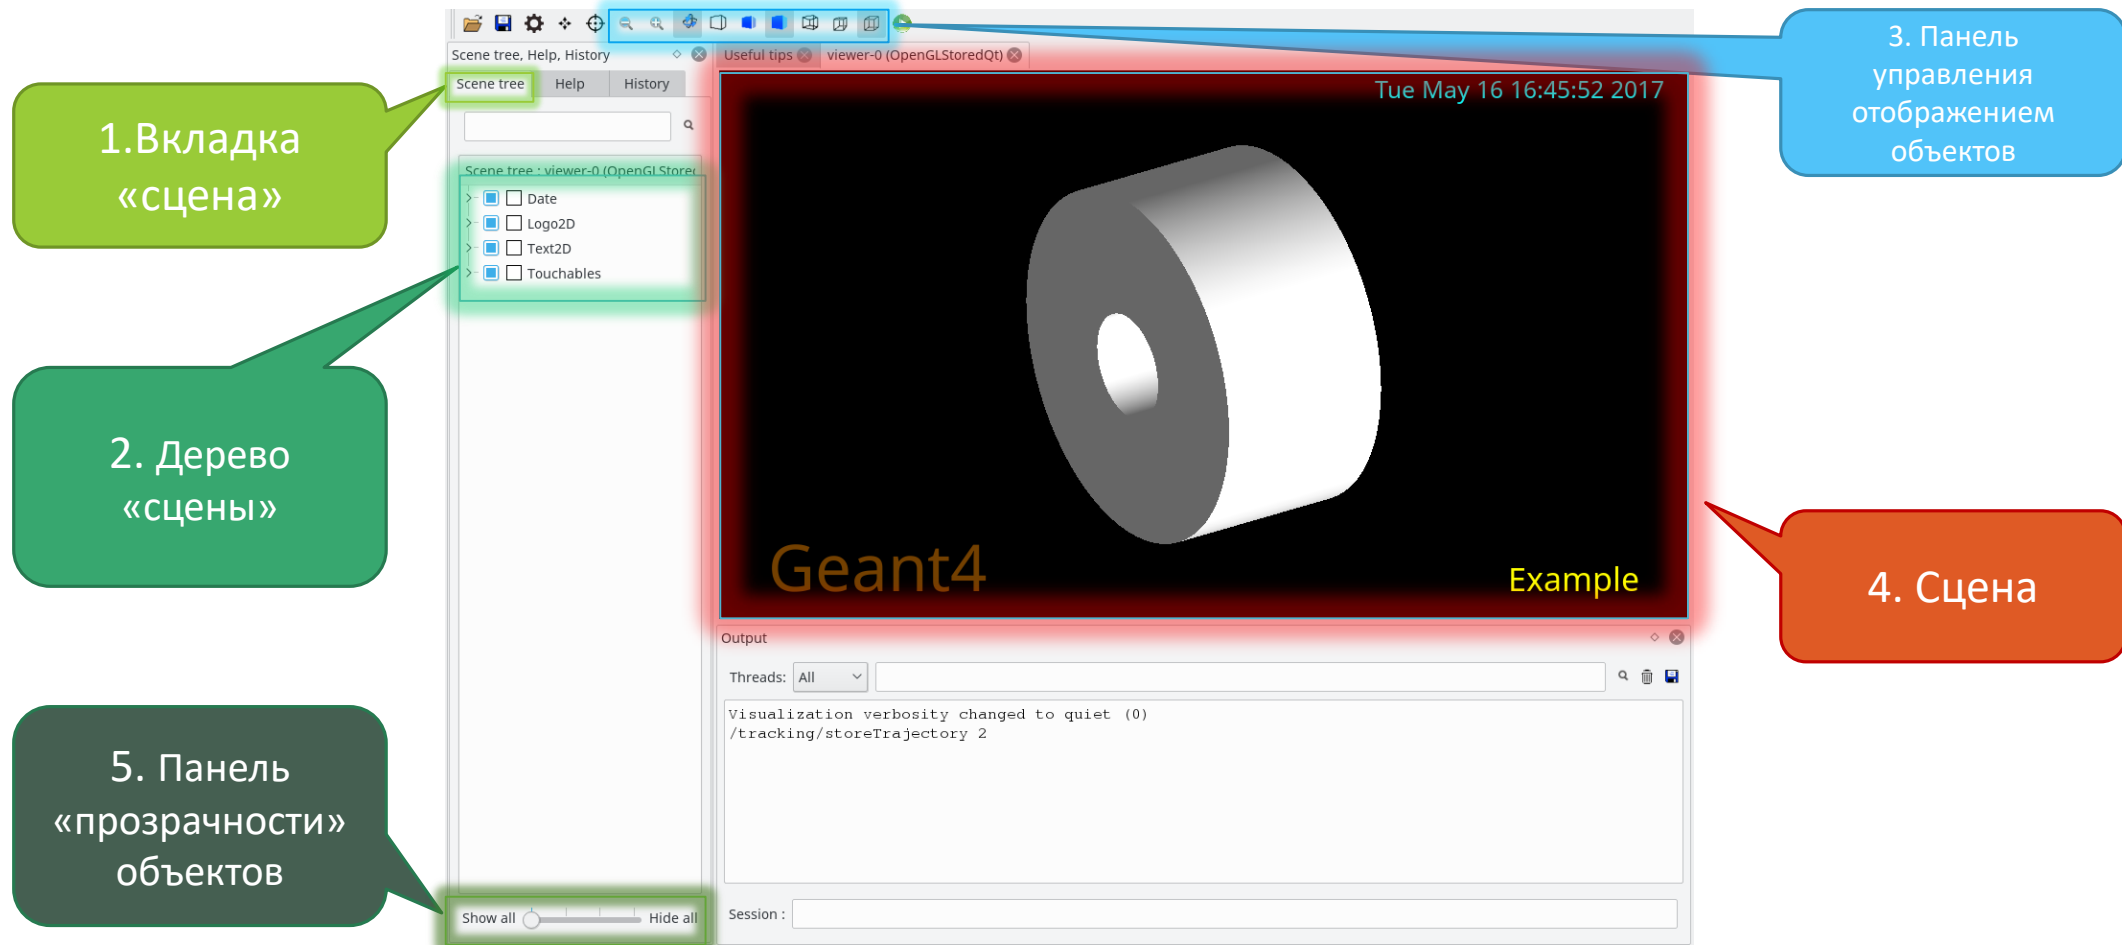 1.Вкладка
«сцена»
2. Дерево
«сцены»
5. Панель
«прозрачности»
объектов
Scene tree, Help, History
Scene tree
Help
History
Scene tree : viewer-0 (OpenGLStored
Date
Logo2D
Text2D
Touchables
Show all
Hide all
Useful tips
viewer-0 (OpenGLStoredQt)
Tue May 16 16:45:52 2017
Geant4
Example
Output
Threads:
All
Visualization verbosity changed to quiet (0)
/tracking/storeTrajectory 2
Session :
3. Панель
управления
отображением
объектов
4. Сцена